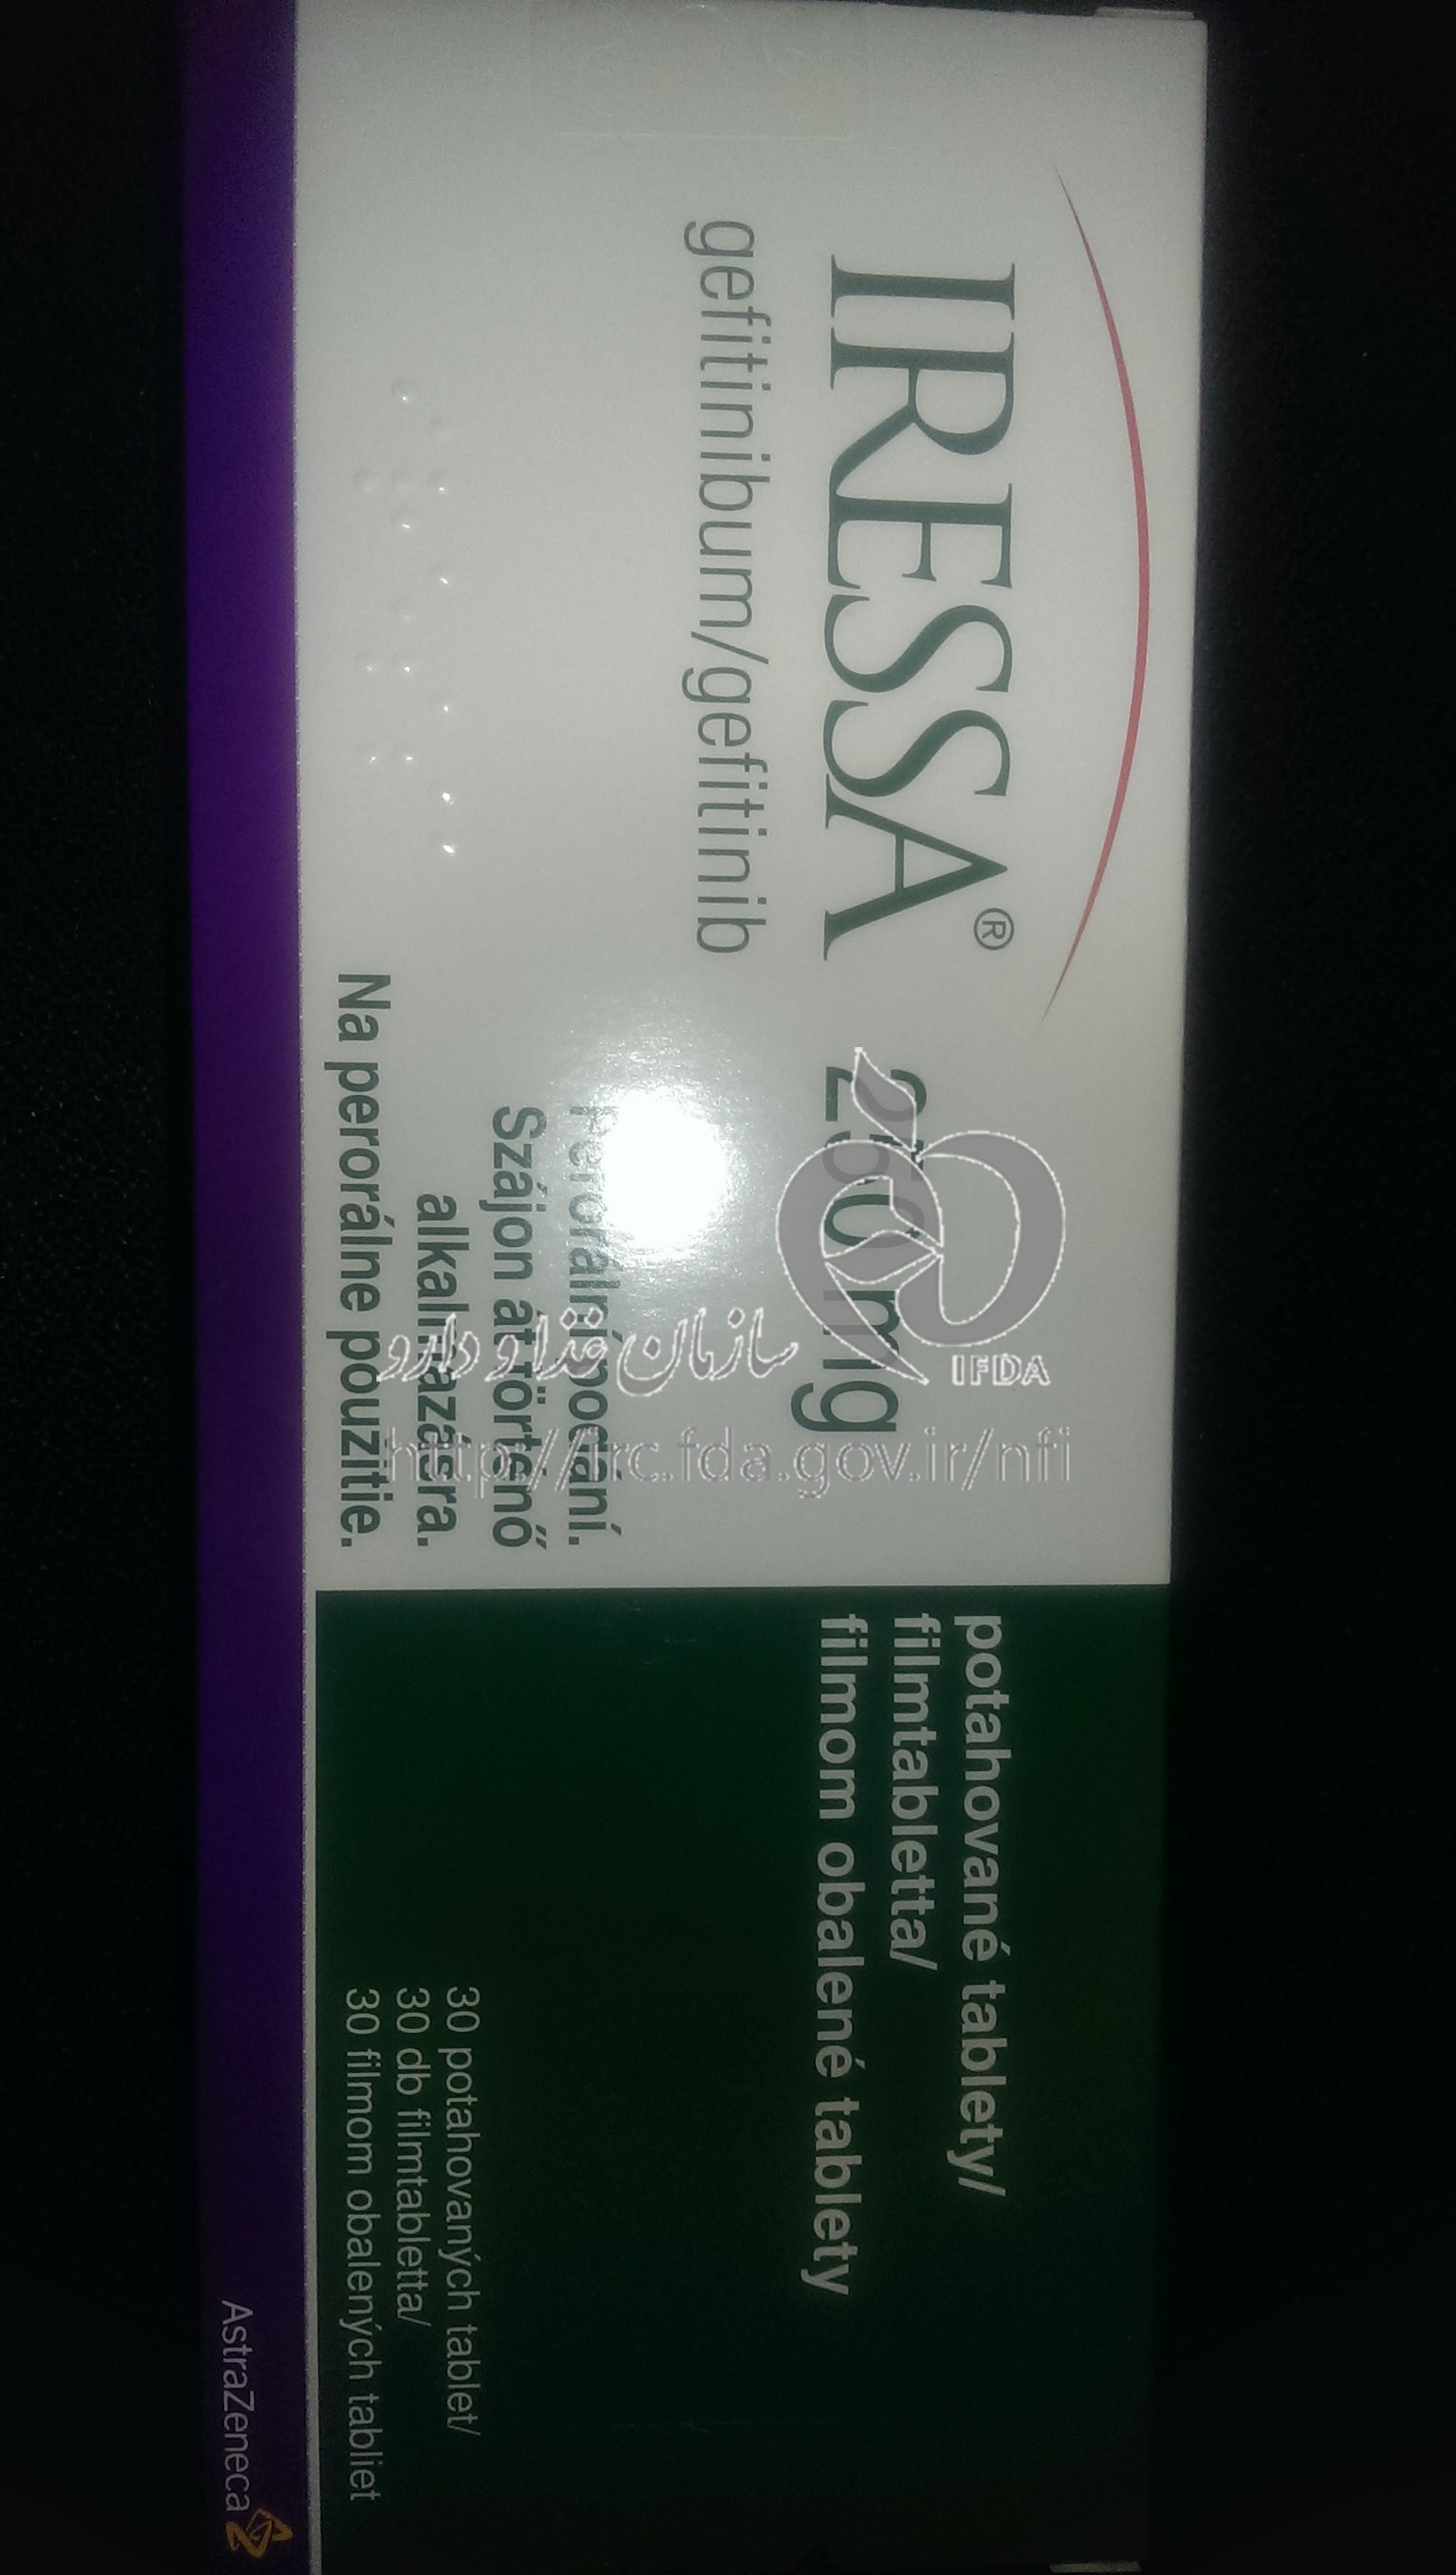 IRESSA® 250 mg
gefitinibum/gefitinib
Perorální podání.
Szájon át történő
alkalmazásra.
Na perorálne použitie.
potahované tablety/
filmtabletta/
filmom obalené tablety
30 potahovaných tablet/
30 db filmtabletta/
30 filmom obalených tabliet
AstraZeneca
IFDA
سازمان غذا و دارو
http://irc.fda.gov.ir/nfi